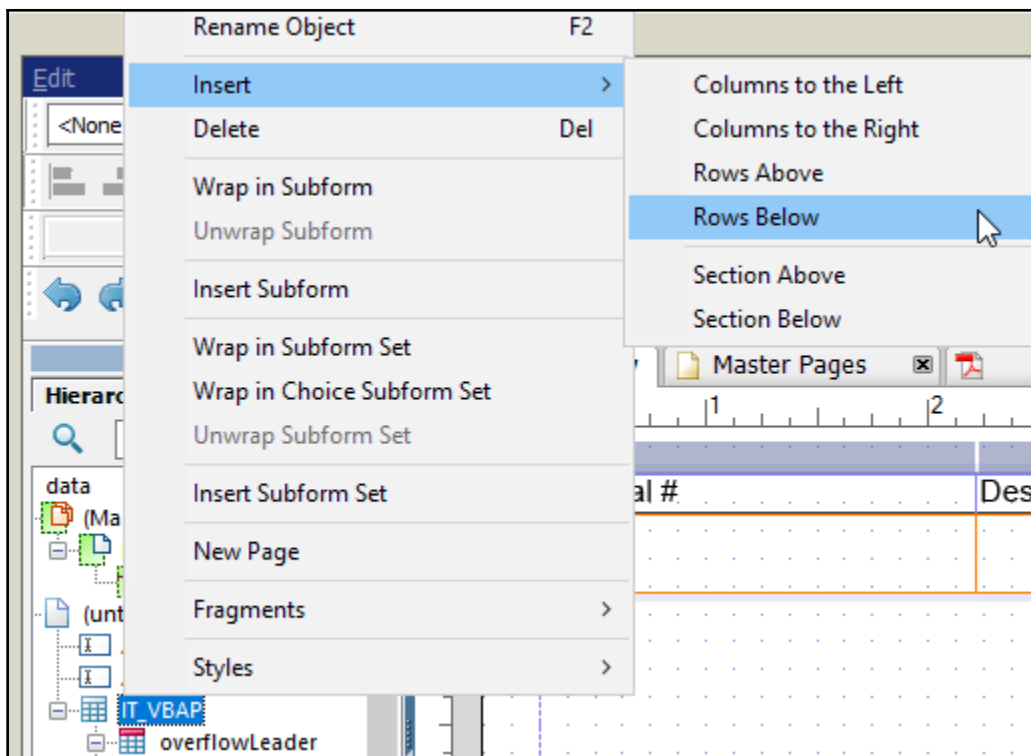 Rename Object F2
Edit
Insert
Columns to the Left
<None
Delete Del
Columns to the Right
Rows Above
Wrap in Subform
Rows Below
Unwrap Subform
Section Above
Insert Subform
Section Below
Wrap in Subform Set
Master Pages
Wrap in Choice Subform Set
Hierarc
1 2
Unwrap Subform Set
data
Insert Subform Set
al # Des
(Ma
New Page
Fragments
(unt
Styles
IT_VBAP
overflowLeader